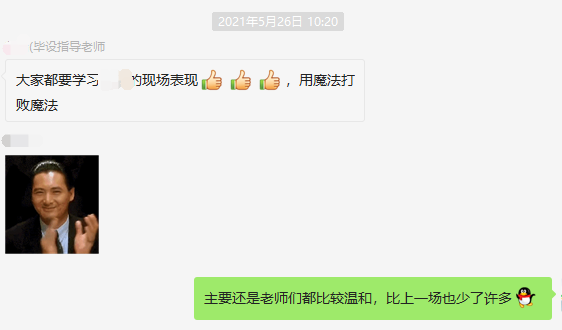 2021年5月26日 10:20
(毕设指导老师
大家都要学习的现场表现👍👍👍，用魔法打
败魔法
主要还是老师们都比较温和，比上一场也少了许多🐧